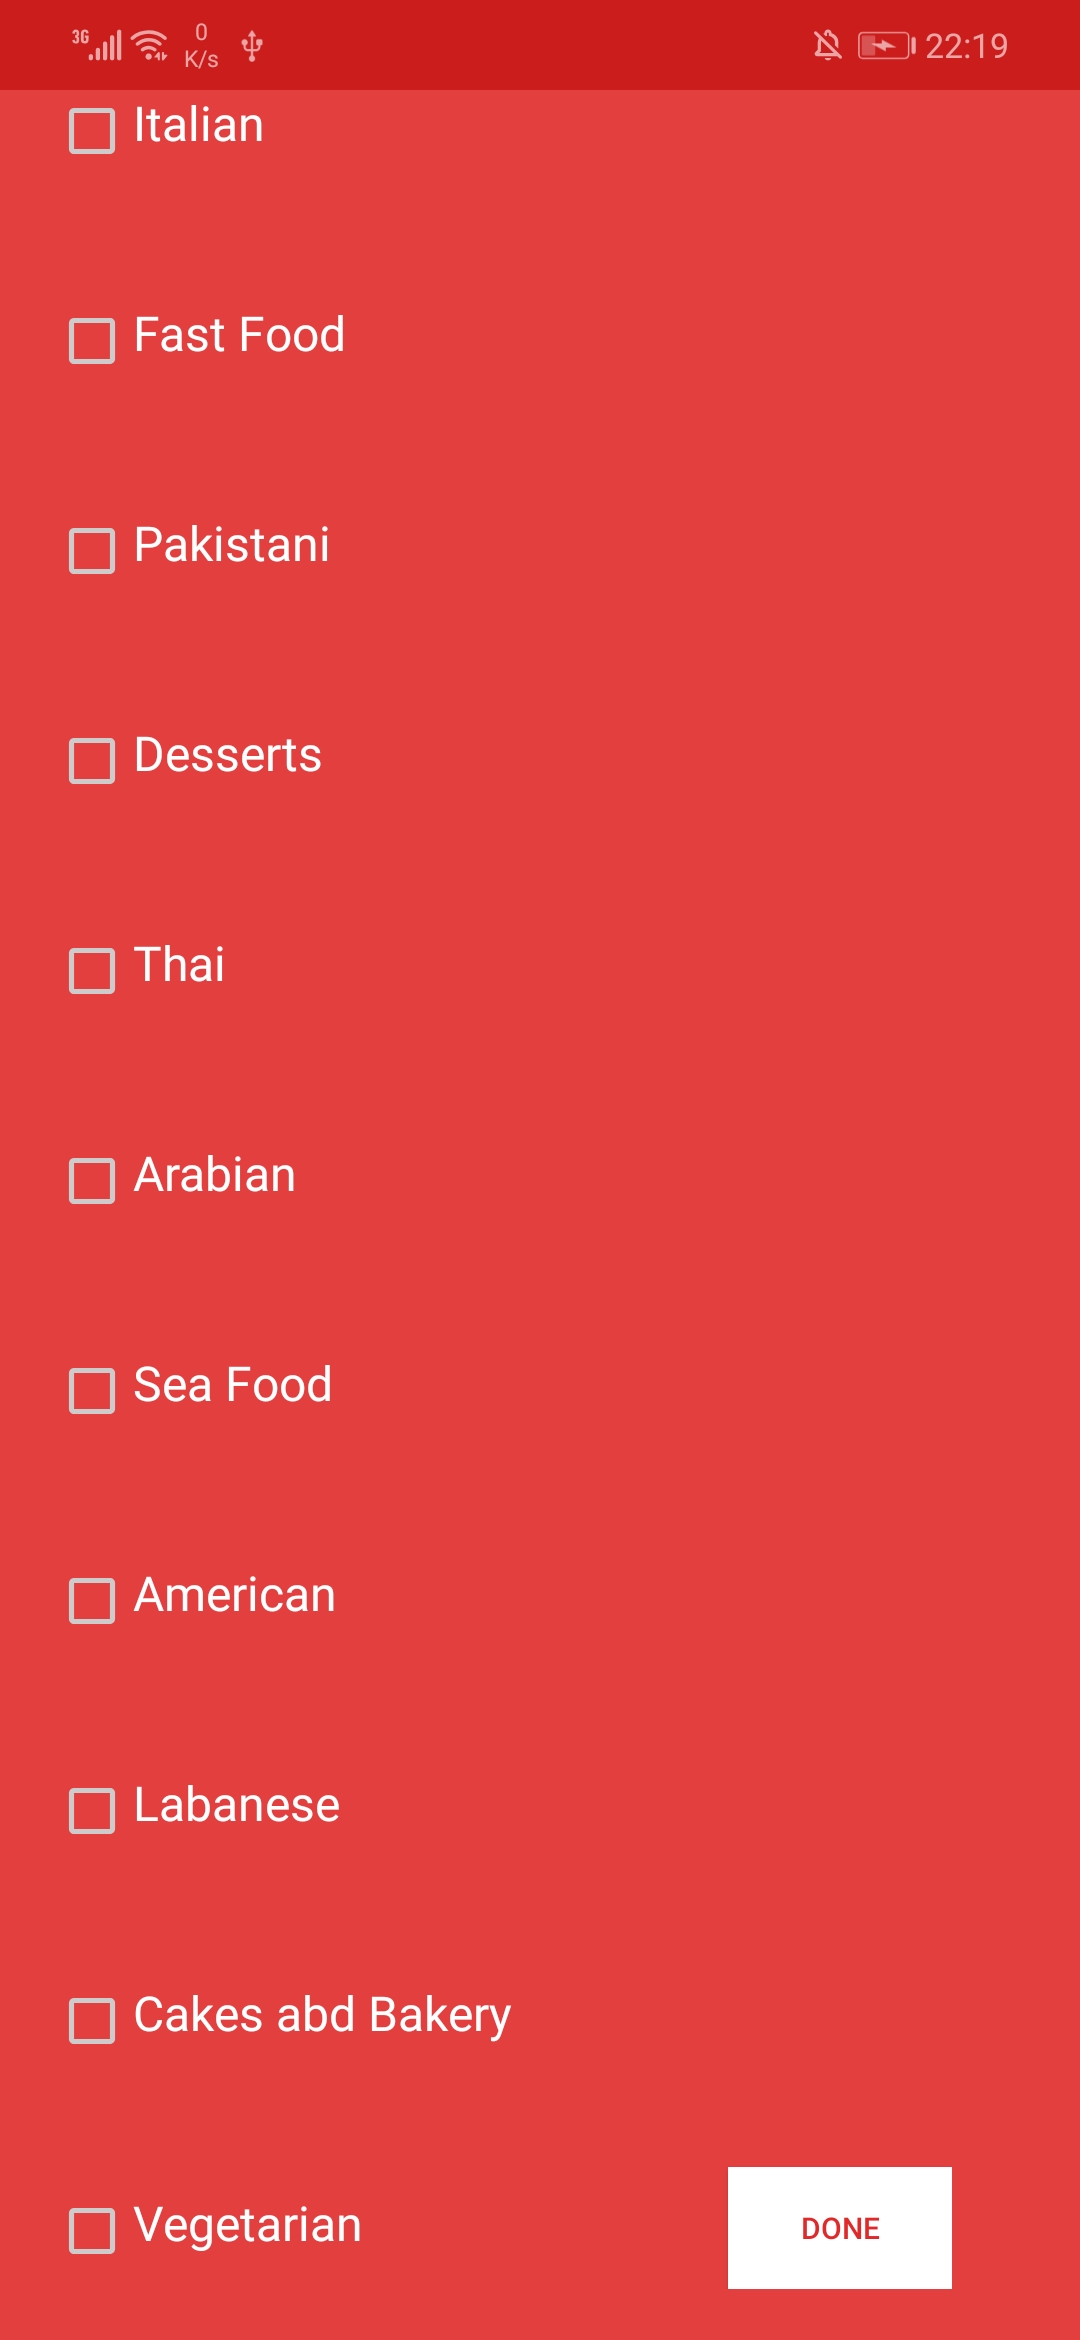 3G 0 K/s 22:19
Italian
Fast Food
Pakistani
Desserts
Thai
Arabian
Sea Food
American
Labanese
Cakes abd Bakery
Vegetarian
DONE